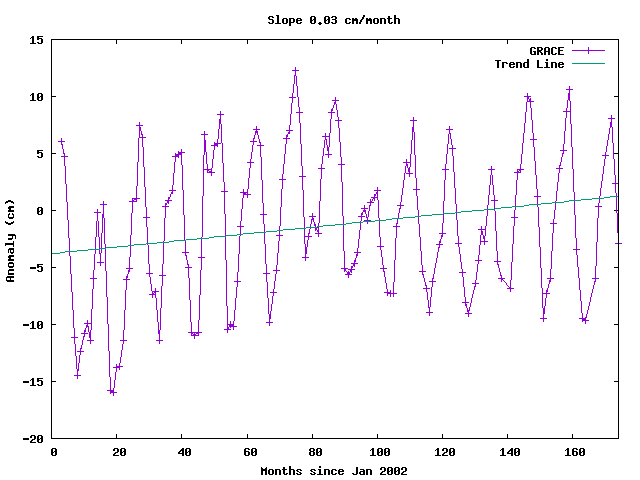 Slope 0.03 cm/month
GRACE
Trend Line
15
10
5
0
-5
-10
-15
-20
Anomaly (cm)
0 20 40 60 80 100 120 140 160
Months since Jan 2002